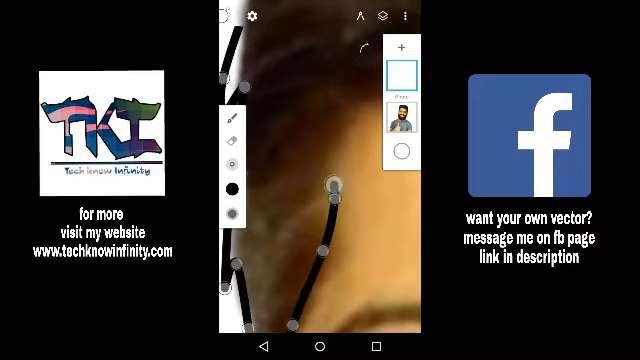 TKI
Tech know Infinity
for more
visit my website
www.techknowinfinity.com
Photo
f
want your own vector?
message me on fb page
link in description